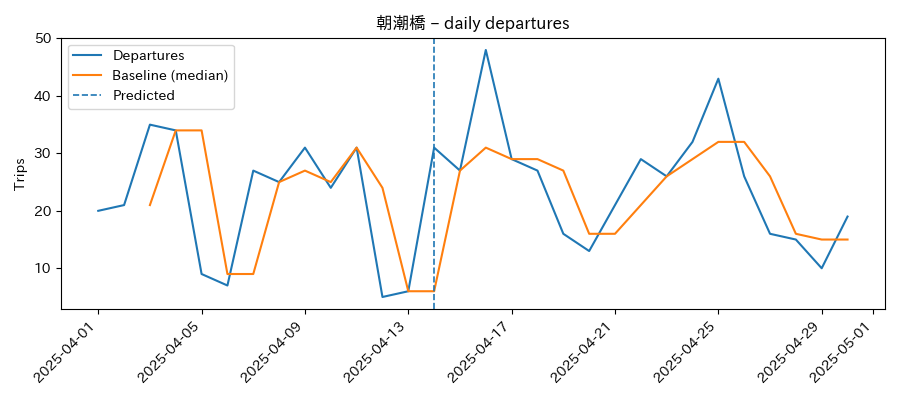 朝潮橋 – daily departures
Departures
Baseline (median)
Predicted
Trips
50
40
30
20
10
2025-04-01
2025-04-05
2025-04-09
2025-04-13
2025-04-17
2025-04-21
2025-04-25
2025-04-29
2025-05-01